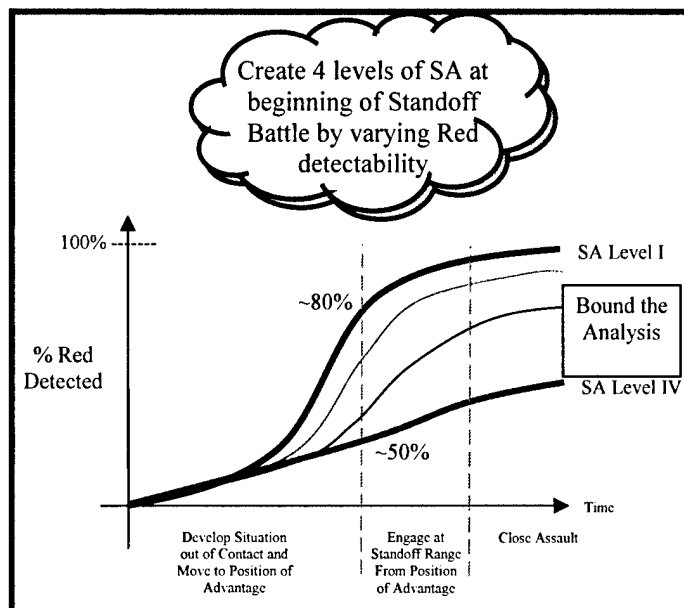 Create 4 levels of SA at
beginning of Standoff
Battle by varying Red
detectability
100%
SA Level I
~80%
Bound the
Analysis
% Red
Detected
SA Level IV
~50%
Time
Develop Situation
out of Contact and
Move to Position of
Advantage
Engage at
Standoff Range
From Position
of Advantage
Close Assault